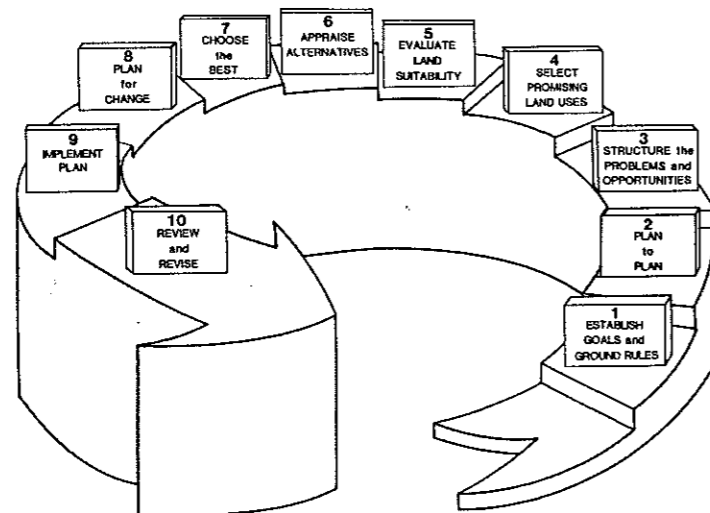 1
ESTABLISH
GOALS and
GROUND RULES
2
PLAN
to
PLAN
3
STRUCTURE the
PROBLEMS and
OPPORTUNITIES
4
SELECT
PROMISING
LAND USES
5
EVALUATE
LAND
SUITABILITY
6
APPRAISE
ALTERNATIVES
7
CHOOSE
the
BEST
8
PLAN
for
CHANGE
9
IMPLEMENT
PLAN
10
REVIEW
and
REVISE